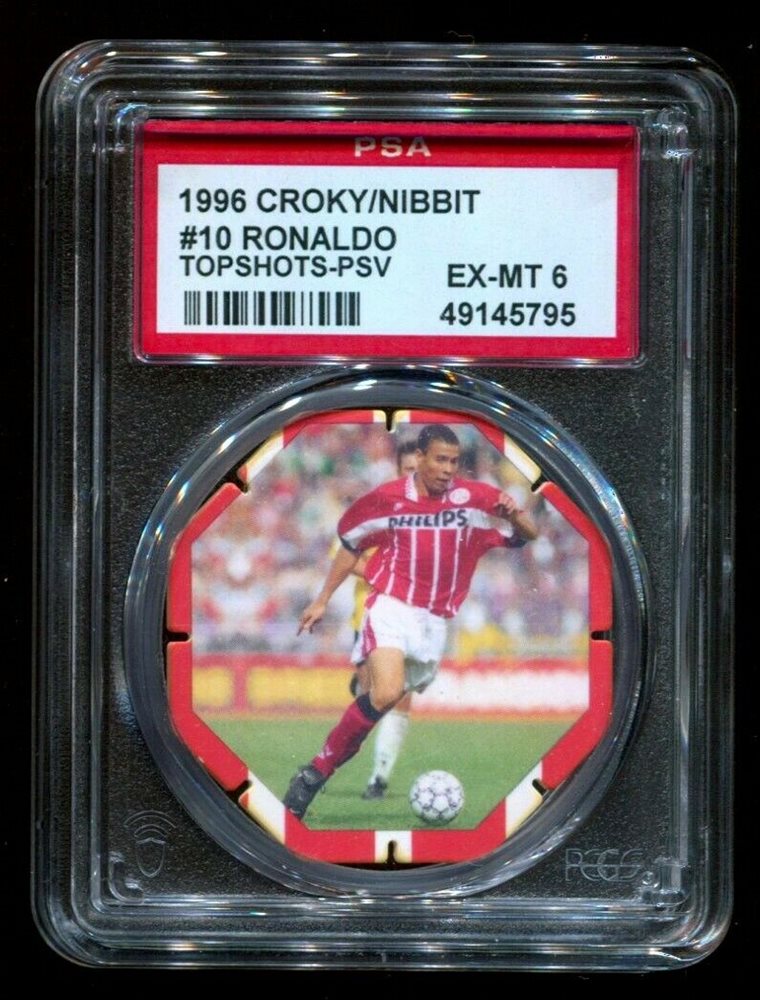 PSA
1996 CROKY/NIBBIT
#10 RONALDO
TOPSHOTS-PSV
EX-MT 6
49145795
PHILIPS
PCGS